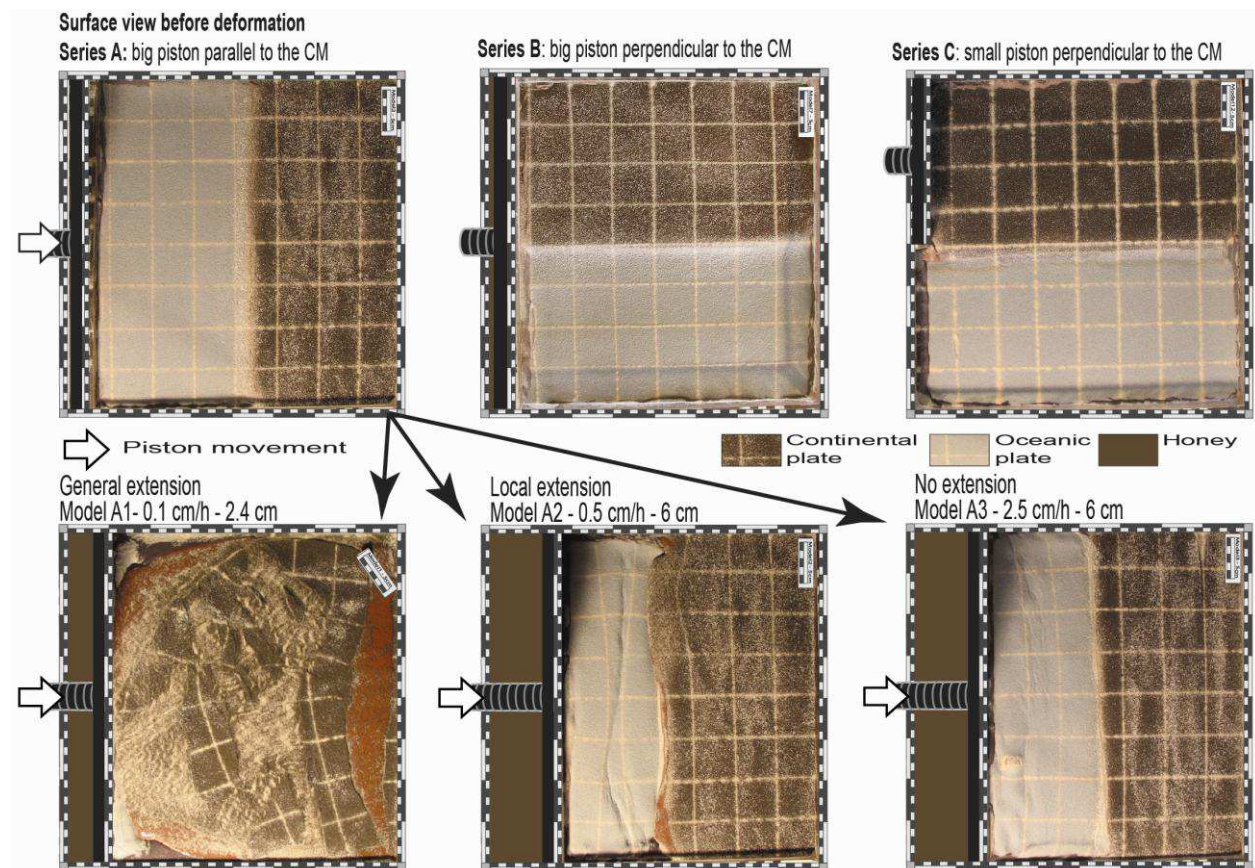 Surface view before deformation
Series A: big piston parallel to the CM
Series B: big piston perpendicular to the CM
Series C: small piston perpendicular to the CM
Piston movement
Continental plate
Oceanic plate
Honey
General extension
Model A1- 0.1 cm/h - 2.4 cm
Local extension
Model A2 - 0.5 cm/h - 6 cm
No extension
Model A3 - 2.5 cm/h - 6 cm